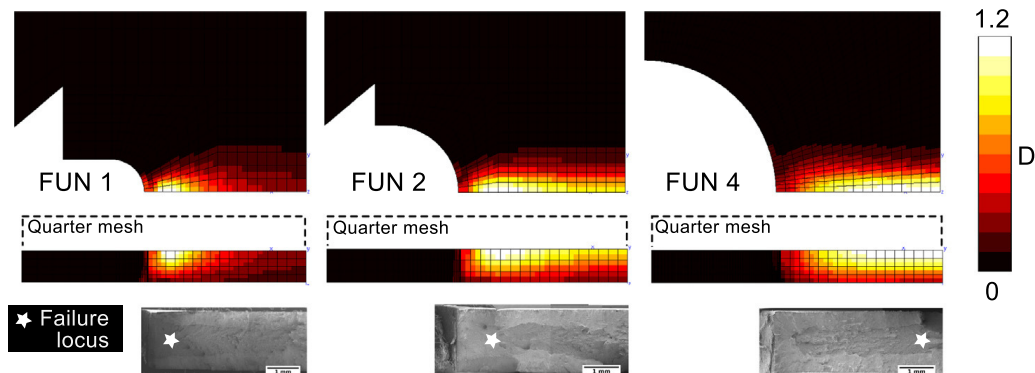 1.2
FUN 1
FUN 2
FUN 4
D
Quarter mesh
Quarter mesh
Quarter mesh
0
Failure
locus
1 mm
1 mm
1 mm